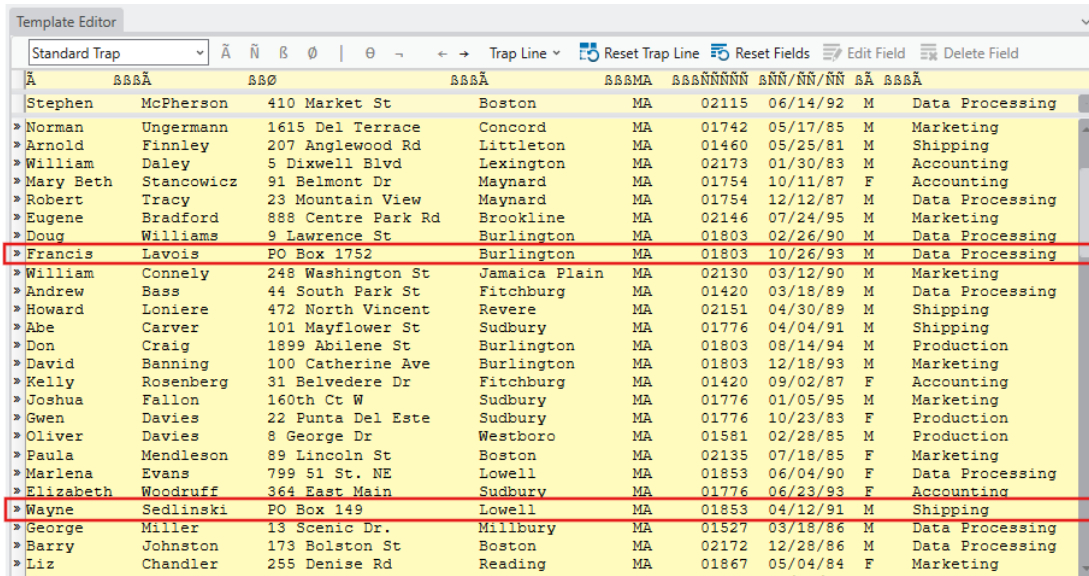 Template Editor
Standard Trap Ã Ñ ß Ø | ϴ ¬ ← → Trap Line Reset Trap Line Reset Fields Edit Field Delete Field
Ã ßßßÃ ßßØ ßßßÃ ßßßMA ßßßÑÑÑÑÑ ßÑÑ/ÑÑ/ÑÑ ßÃ ßßßÃ
Stephen McPherson 410 Market St Boston MA 02115 06/14/92 M Data Processing
» Norman Ungermann 1615 Del Terrace Concord MA 01742 05/17/85 M Marketing
» Arnold Finnley 207 Anglewood Rd Littleton MA 01460 05/25/81 M Shipping
» William Daley 5 Dixwell Blvd Lexington MA 02173 01/30/83 M Accounting
» Mary Beth Stancowicz 91 Belmont Dr Maynard MA 01754 10/11/87 F Accounting
» Robert Tracy 23 Mountain View Maynard MA 01754 12/12/87 M Data Processing
» Eugene Bradford 888 Centre Park Rd Brookline MA 02146 07/24/95 M Marketing
» Doug Williams 9 Lawrence St Burlington MA 01803 02/26/90 M Data Processing
» Francis Lavois PO Box 1752 Burlington MA 01803 10/26/93 M Data Processing
» William Connely 248 Washington St Jamaica Plain MA 02130 03/12/90 M Marketing
» Andrew Bass 44 South Park St Fitchburg MA 01420 03/18/89 M Data Processing
» Howard Loniere 472 North Vincent Revere MA 02151 04/30/89 M Shipping
» Abe Carver 101 Mayflower St Sudbury MA 01776 04/04/91 M Shipping
» Don Craig 1899 Abilene St Burlington MA 01803 08/14/94 M Production
» David Banning 100 Catherine Ave Burlington MA 01803 12/18/93 M Marketing
» Kelly Rosenberg 31 Belvedere Dr Fitchburg MA 01420 09/02/87 F Accounting
» Joshua Fallon 160th Ct W Sudbury MA 01776 01/05/95 M Marketing
» Gwen Davies 22 Punta Del Este Sudbury MA 01776 10/23/83 F Production
» Oliver Davies 8 George Dr Westboro MA 01581 02/28/85 M Production
» Paula Mendleson 89 Lincoln St Boston MA 02135 07/18/85 F Marketing
» Marlena Evans 799 51 St. NE Lowell MA 01853 06/04/90 F Data Processing
» Elizabeth Woodruff 364 East Main Sudbury MA 01776 06/23/93 F Accounting
» Wayne Sedlinski PO Box 149 Lowell MA 01853 04/12/91 M Shipping
» George Miller 13 Scenic Dr. Millbury MA 01527 03/18/86 M Data Processing
» Barry Johnston 173 Bolston St Boston MA 02172 12/28/86 M Data Processing
» Liz Chandler 255 Denise Rd Reading MA 01867 05/04/84 F Marketing